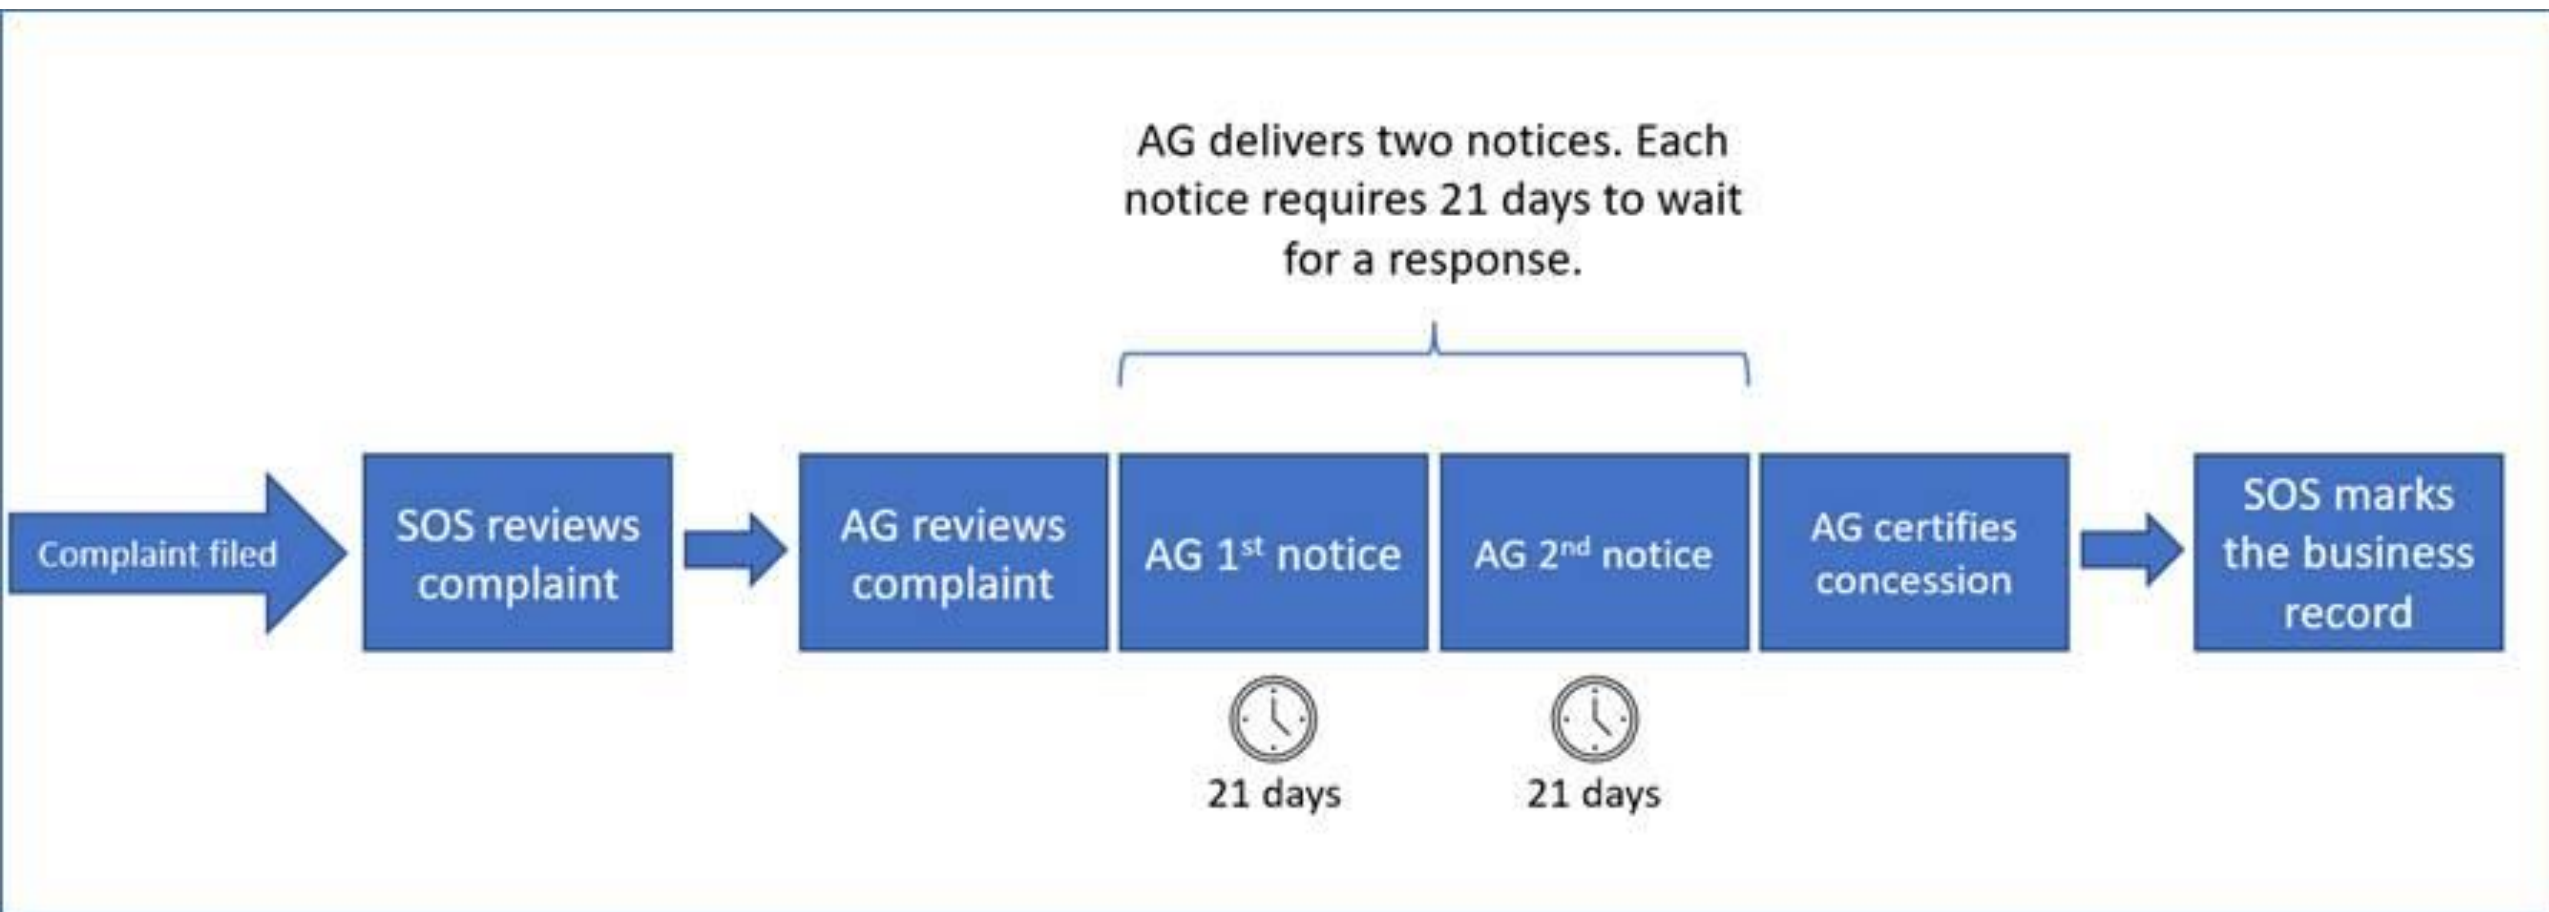 AG delivers two notices. Each
notice requires 21 days to wait
for a response.
Complaint filed
SOS reviews
complaint
AG reviews
complaint
AG 1st notice
AG 2nd notice
AG certifies
concession
SOS marks
the business
record
21 days
21 days